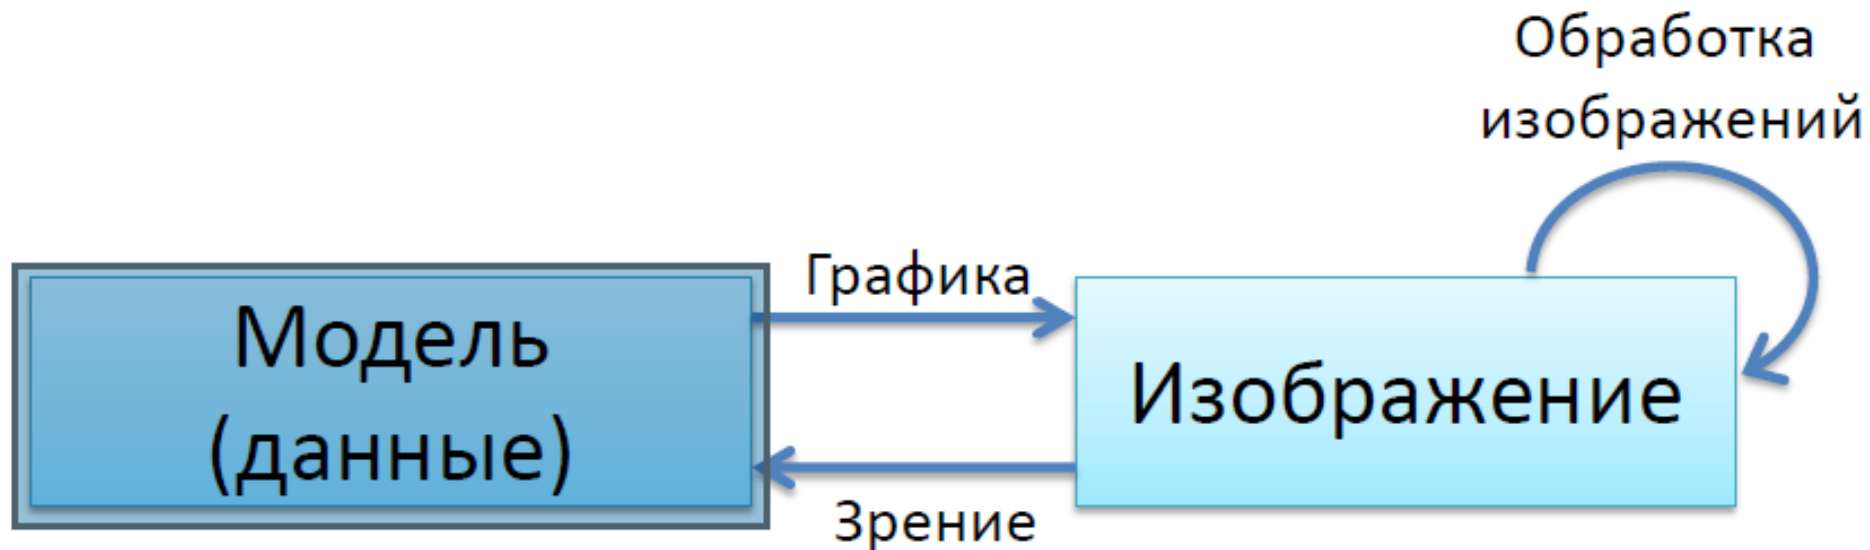 Обработка
изображений
Графика
Модель
(данные)
Изображение
Зрение